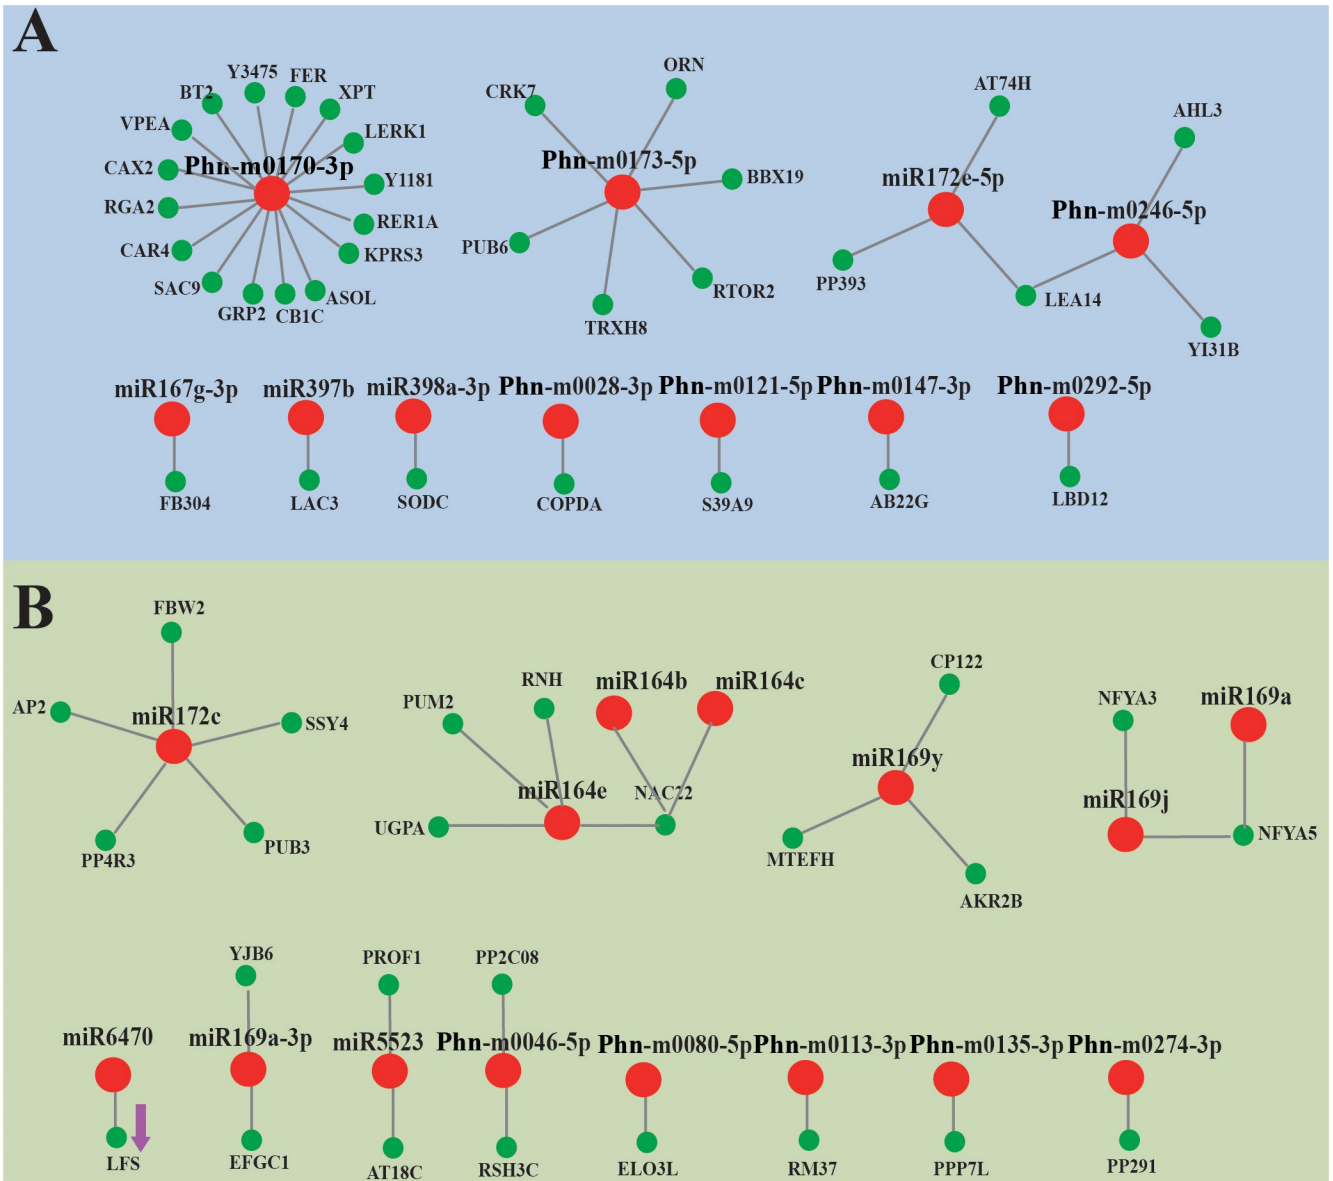 A
Y3475
FER
BT2
XPT
VPEA
LERK1
CAX2
Phn-m0170-3p
Y1181
RGA2
RER1A
CAR4
KPRS3
SAC9
GRP2
CB1C
ASOL
ORN
CRK7
Phn-m0173-5p
BBX19
PUB6
RTOR2
TRXH8
AT74H
AHL3
miR172e-5p
Phn-m0246-5p
PP393
LEA14
YI31B
miR167g-3p
miR397b
miR398a-3p
Phn-m0028-3p
Phn-m0121-5p
Phn-m0147-3p
Phn-m0292-5p
FB304
LAC3
SODC
COPDA
S39A9
AB22G
LBD12
B
FBW2
AP2
miR172c
SSY4
PP4R3
PUB3
RNH
miR164b
miR164c
PUM2
miR164e
NAC22
UGPA
CP122
miR169y
MTEFH
AKR2B
NFYA3
miR169a
miR169j
NFYA5
YJB6
PROF1
PP2C08
miR6470
miR169a-3p
miR5523
Phn-m0046-5p
Phn-m0080-5p
Phn-m0113-3p
Phn-m0135-3p
Phn-m0274-3p
LFS
EFGC1
AT18C
RSH3C
ELO3L
RM37
PPP7L
PP291